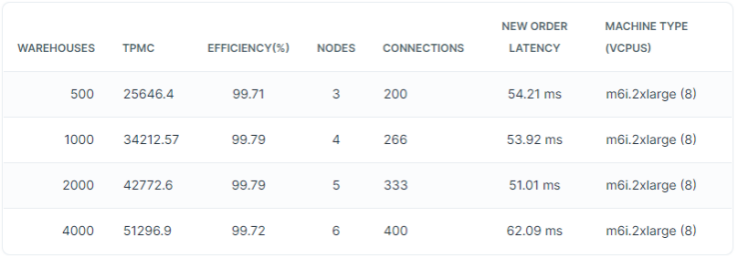 WAREHOUSES TPMC EFFICIENCY(%) NODES CONNECTIONS NEW ORDER LATENCY MACHINE TYPE (VCPUS)
500 25646.4 99.71 3 200 54.21 ms m6i.2xlarge (8)
1000 34212.57 99.79 4 266 53.92 ms m6i.2xlarge (8)
2000 42772.6 99.79 5 333 51.01 ms m6i.2xlarge (8)
4000 51296.9 99.72 6 400 62.09 ms m6i.2xlarge (8)